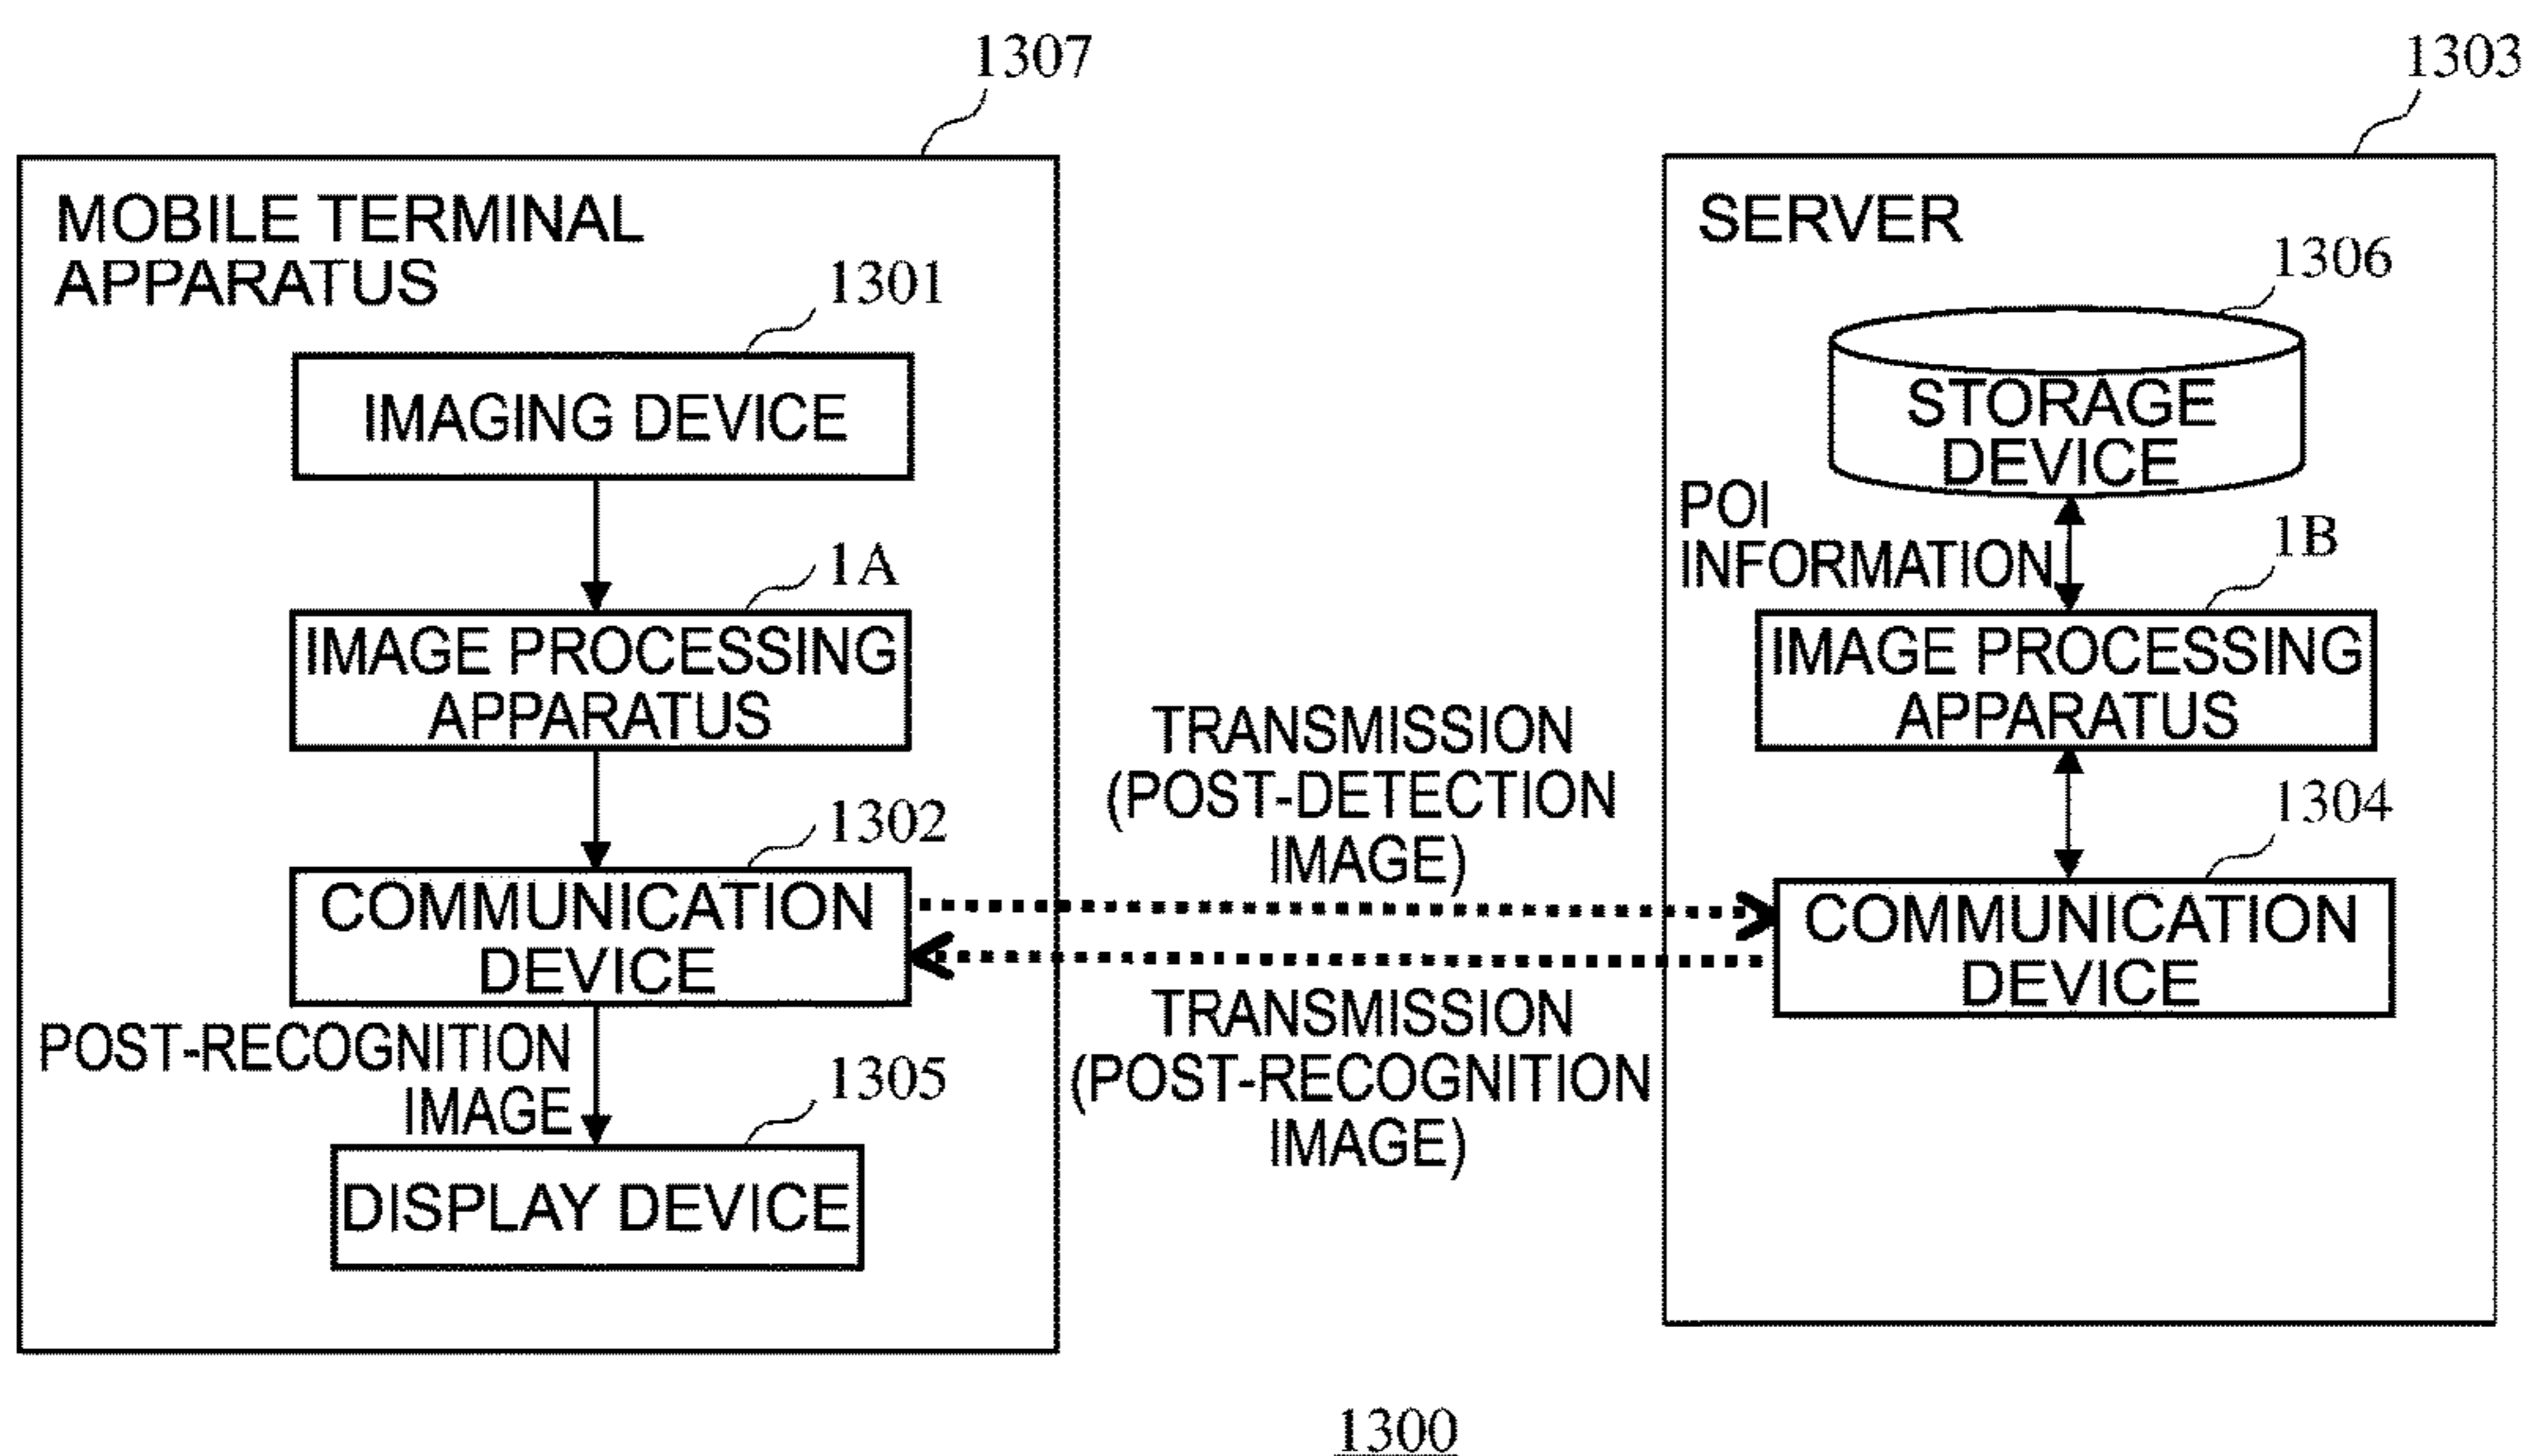 1307
MOBILE TERMINAL
APPARATUS
1301
IMAGING DEVICE
1A
IMAGE PROCESSING
APPARATUS
1302
COMMUNICATION
DEVICE
POST-RECOGNITION
IMAGE
1305
DISPLAY DEVICE
TRANSMISSION
(POST-DETECTION
IMAGE)
TRANSMISSION
(POST-RECOGNITION
IMAGE)
1303
SERVER
1306
STORAGE
DEVICE
POI
INFORMATION
1B
IMAGE PROCESSING
APPARATUS
1304
COMMUNICATION
DEVICE
1300